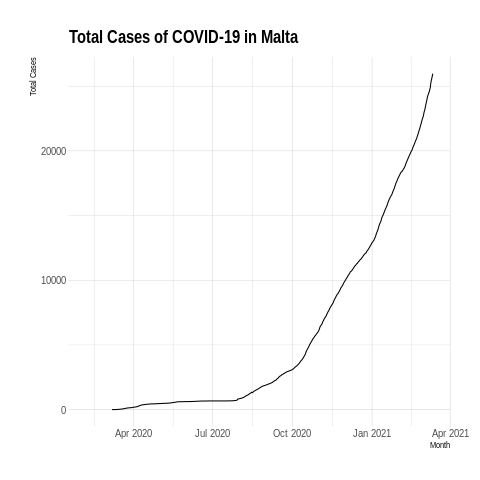 Total Cases of COVID-19 in Malta
Total Cases
20000
10000
0
Apr 2020
Jul 2020
Oct 2020
Jan 2021
Apr 2021
Month